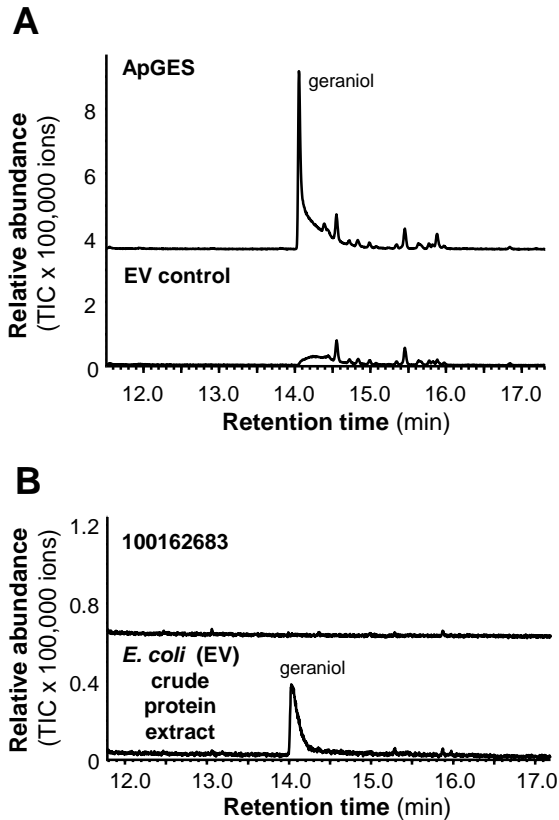 A
ApGES
geraniol
8
6
4
EV control
2
0
Relative abundance
(TIC x 100,000 ions)
12.0 13.0 14.0 15.0 16.0 17.0
Retention time (min)
B
1.2
100162683
0.8
E. coli (EV)
crude
protein
extract
geraniol
0.4
0
Relative abundance
(TIC x 100,000 ions)
12.0 13.0 14.0 15.0 16.0 17.0
Retention time (min)